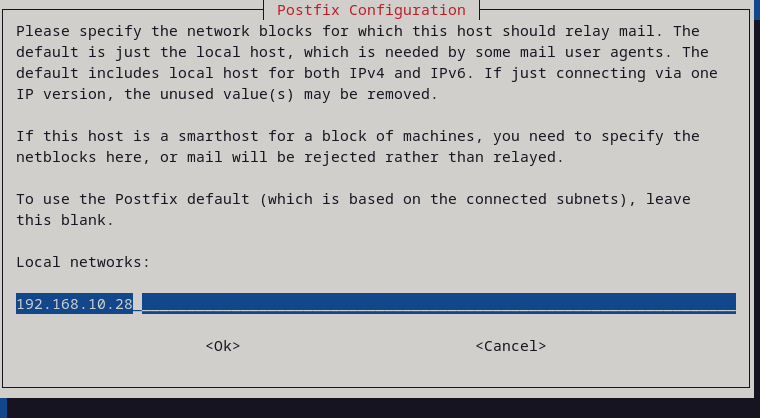 Postfix Configuration
Please specify the network blocks for which this host should relay mail. The
default is just the local host, which is needed by some mail user agents. The
default includes local host for both IPv4 and IPv6. If just connecting via one
IP version, the unused value(s) may be removed.
If this host is a smarthost for a block of machines, you need to specify the
netblocks here, or mail will be rejected rather than relayed.
To use the Postfix default (which is based on the connected subnets), leave
this blank.
Local networks:
192.168.10.28
<Ok> <Cancel>